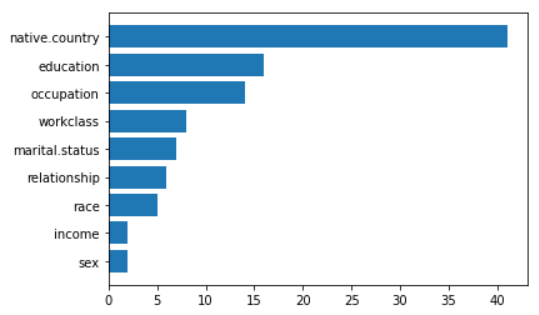 native.country
education
occupation
workclass
marital.status
relationship
race
income
sex
0 5 10 15 20 25 30 35 40